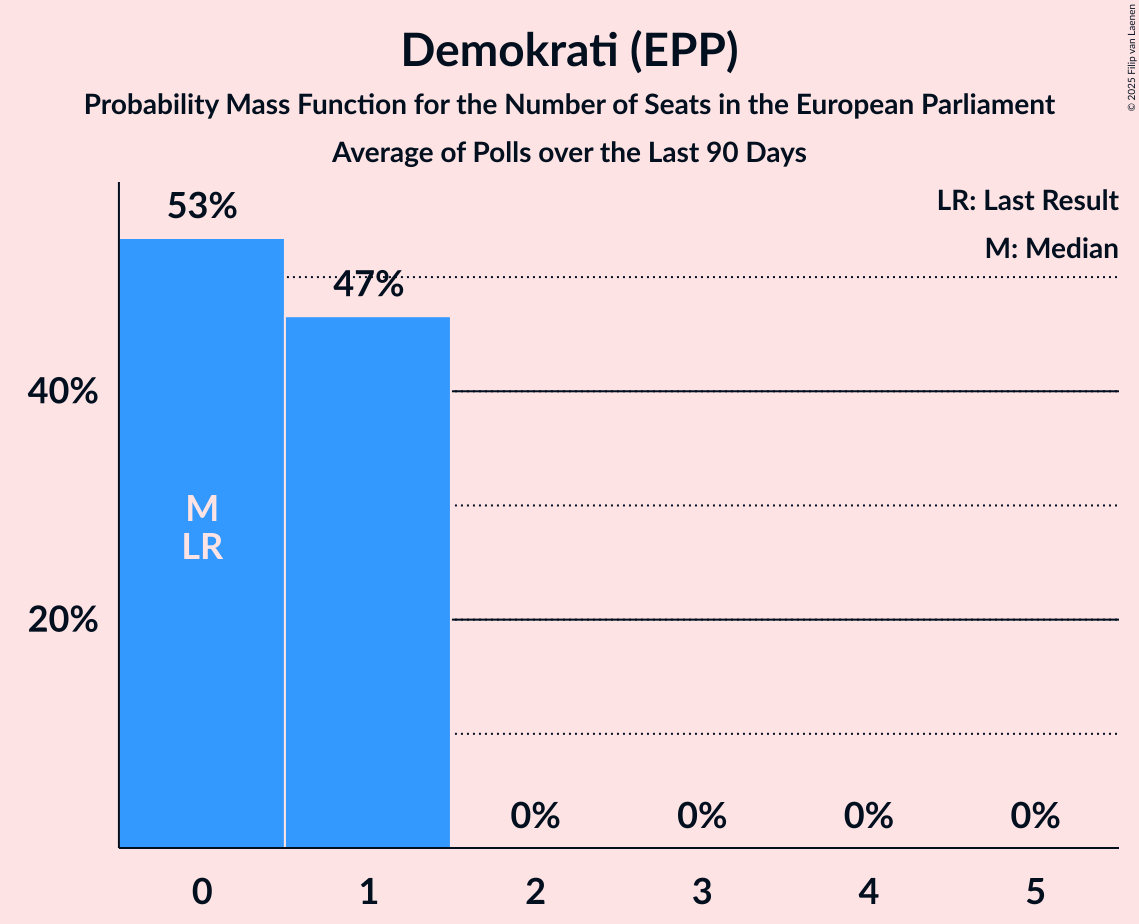 Demokrati (EPP)
Probability Mass Function for the Number of Seats in the European Parliament
Average of Polls over the Last 90 Days
© 2025 Filip van Laenen
LR: Last Result
M: Median
53%
47%
40%
20%
M
LR
0%
0%
0%
0%
0
1
2
3
4
5